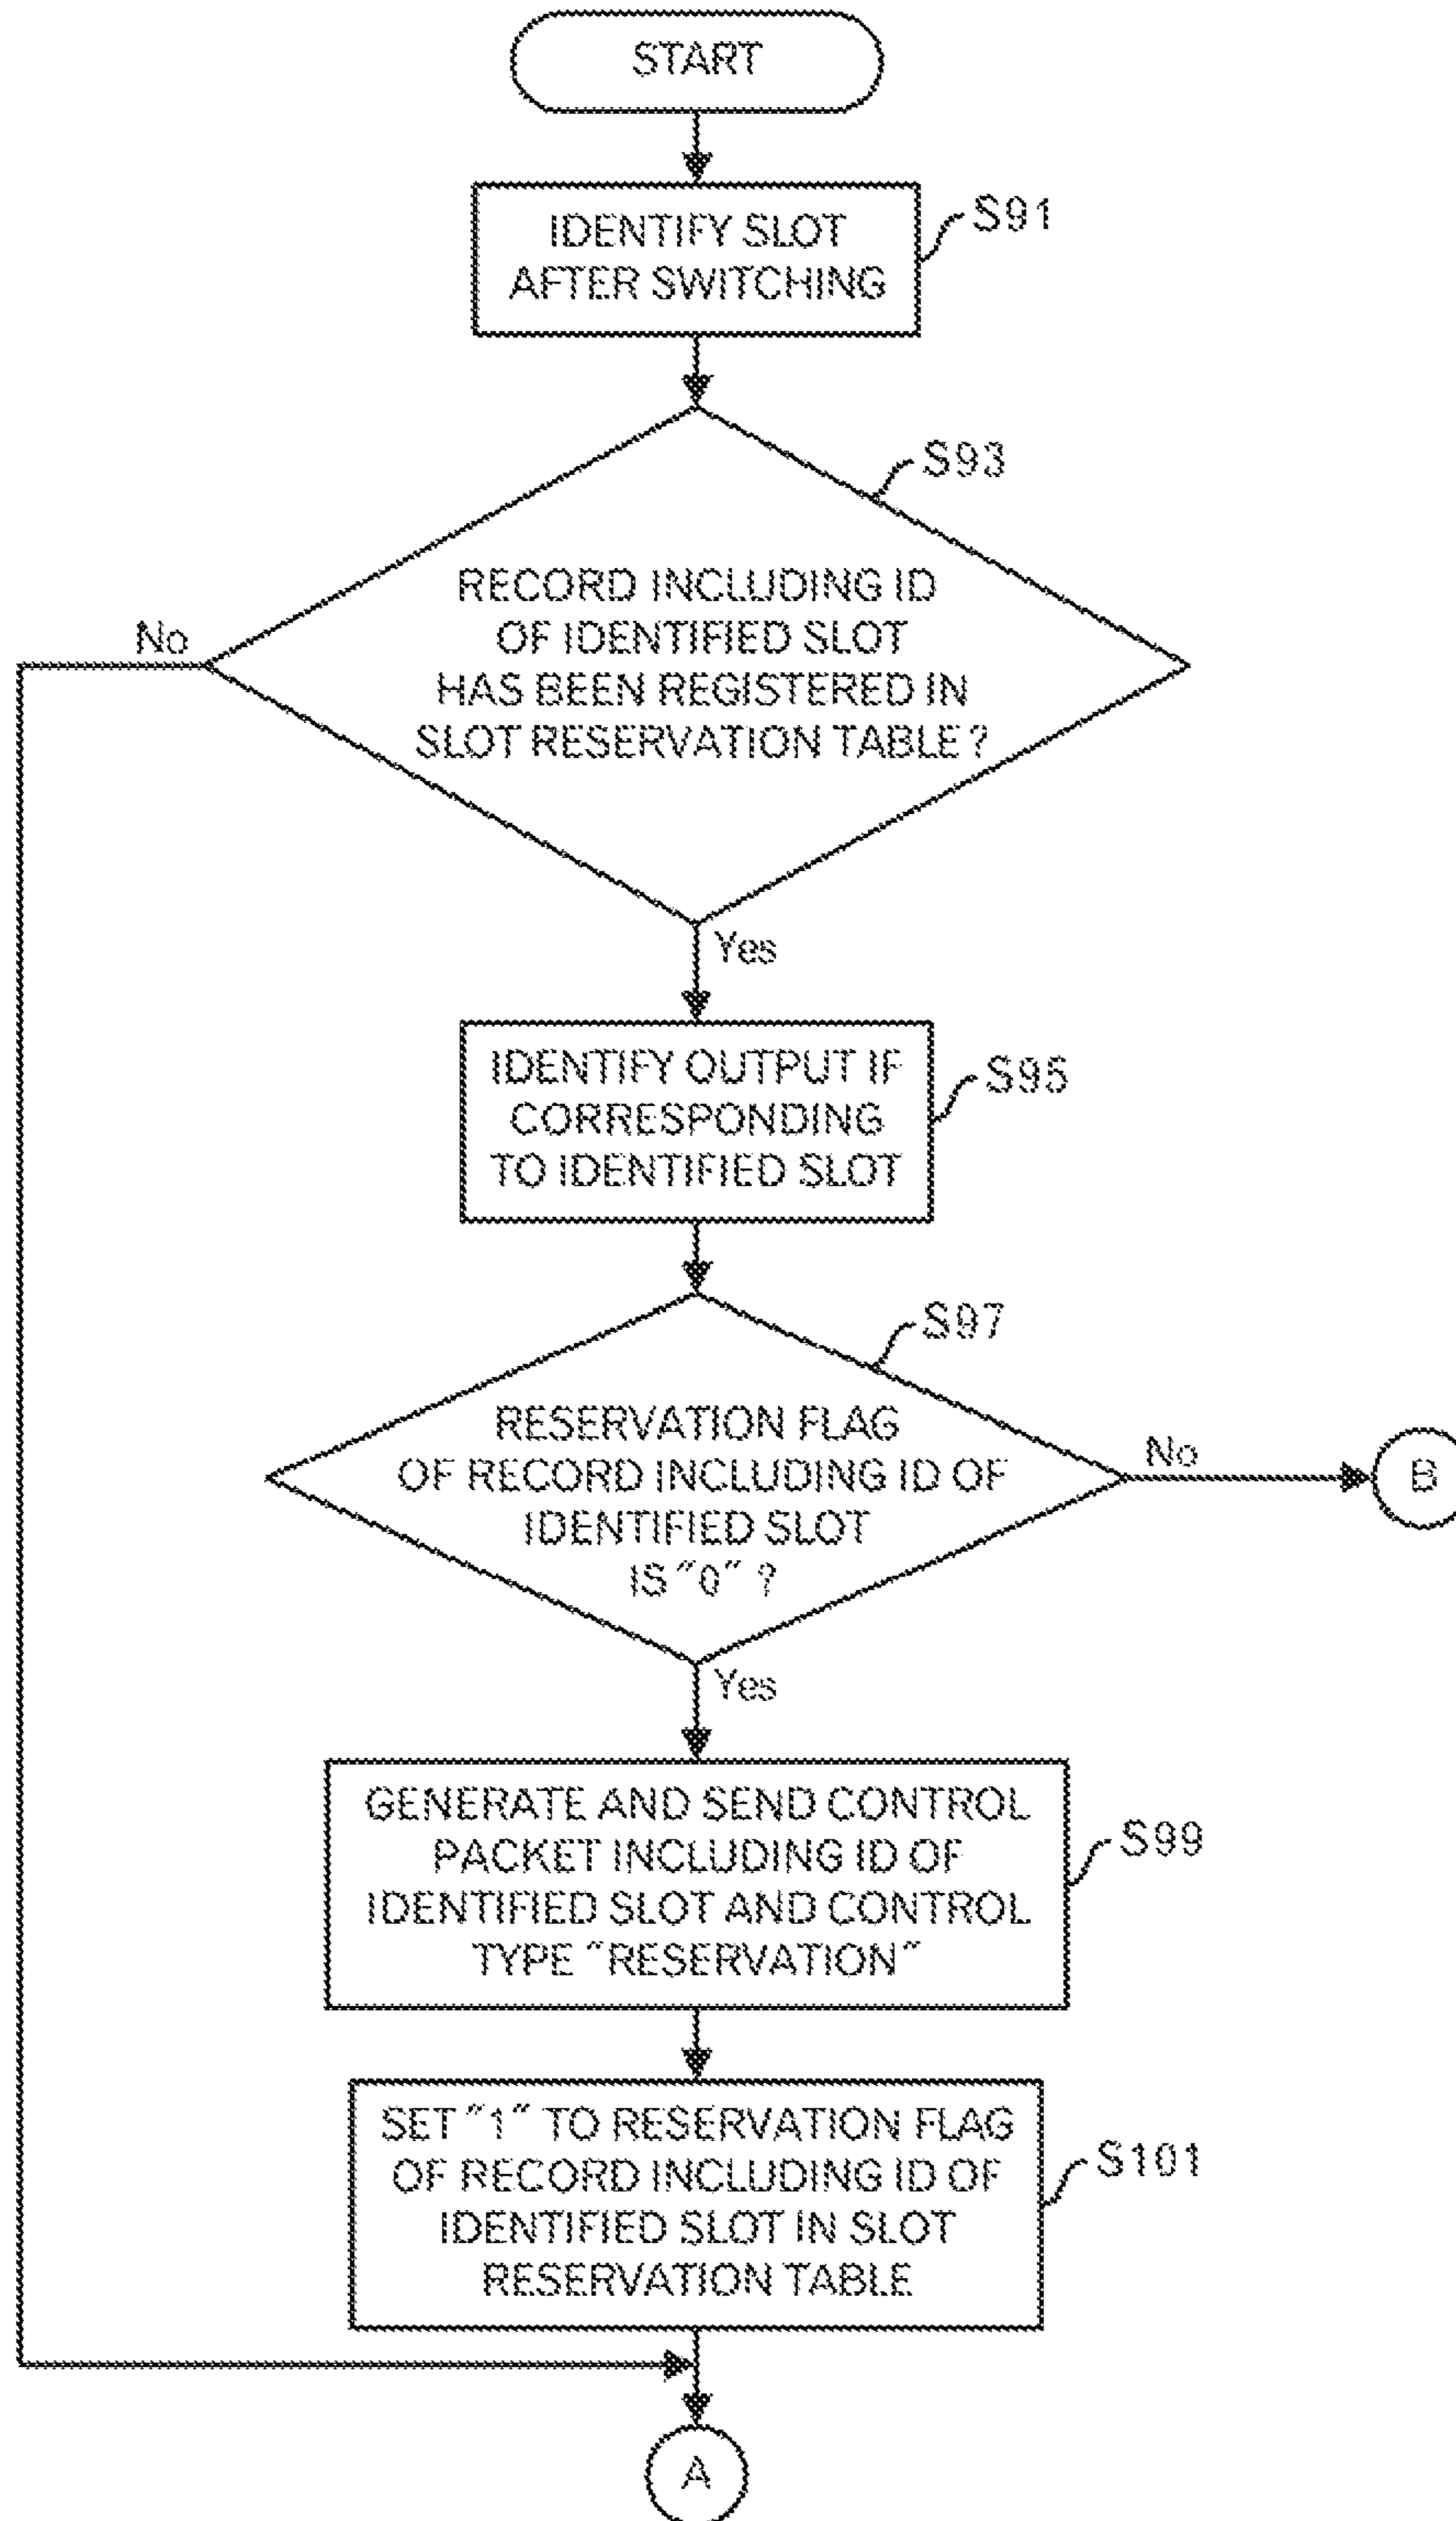 START
IDENTIFY SLOT
AFTER SWITCHING
S91
S93
RECORD INCLUDING ID
OF IDENTIFIED SLOT
HAS BEEN REGISTERED IN
SLOT RESERVATION TABLE?
No
Yes
IDENTIFY OUTPUT IF
CORRESPONDING
TO IDENTIFIED SLOT
S95
S97
RESERVATION FLAG
OF RECORD INCLUDING ID OF
IDENTIFIED SLOT
IS "0" ?
No
B
Yes
GENERATE AND SEND CONTROL
PACKET INCLUDING ID OF
IDENTIFIED SLOT AND CONTROL
TYPE "RESERVATION"
S99
SET "1" TO RESERVATION FLAG
OF RECORD INCLUDING ID OF
IDENTIFIED SLOT IN SLOT
RESERVATION TABLE
S101
A